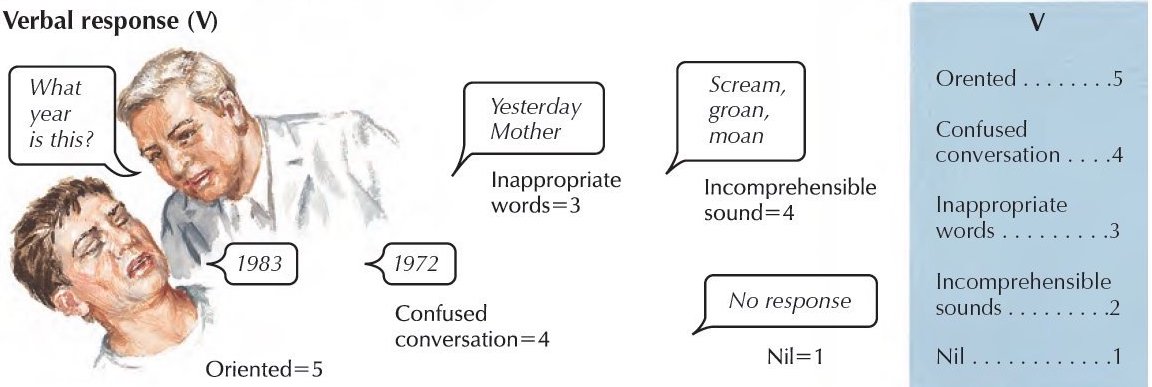 Verbal response (V)
What
year
is this?
1983
Oriented=5
1972
Confused
conversation=4
Yesterday
Mother
Inappropriate
words=3
Scream,
groan,
moan
Incomprehensible
sound=4
No response
Nil=1
V
Orented . . . . . . . .5
Confused
conversation . . . .4
Inappropriate
words . . . . . . . . .3
Incomprehensible
sounds . . . . . . . . .2
Nil . . . . . . . . . . . .1